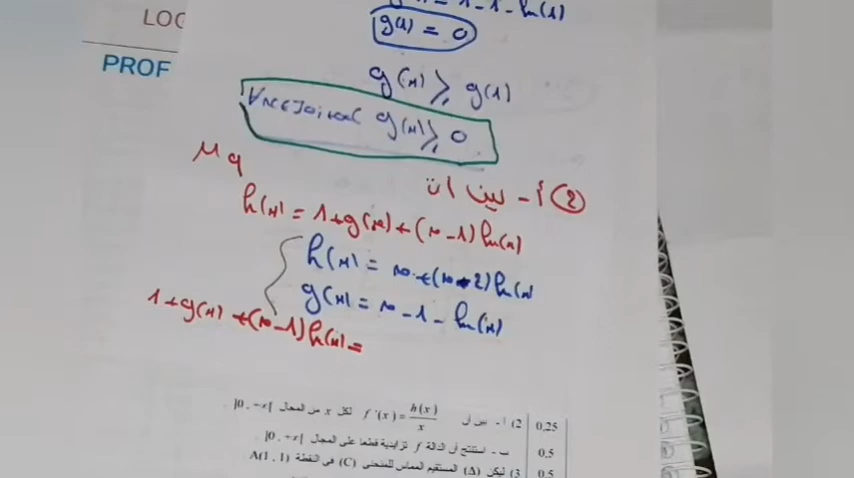 LOG
PROF
g(1) = 0
g(x) ⩾ g(1)
∀x∈]0;+∞[ g(x) ⩾ 0
Mq
② أ - بين أن
h(x) = 1+g(x)+(x-1)ln(x)
h(x) = x+(x-2)ln(x)
g(x) = x-1-ln(x)
1+g(x)+(x-1)ln(x)=
0,25 2) أ - بين أن f'(x)=h(x)/x لكل x من المجال ]0,+∞[
0,5 ب - استنتج أن الدالة f تزايدية قطعا على المجال ]0,+∞[
0,5 3) ليكن (Δ) المستقيم المماس للمنحنى (C) في النقطة A(1,1)